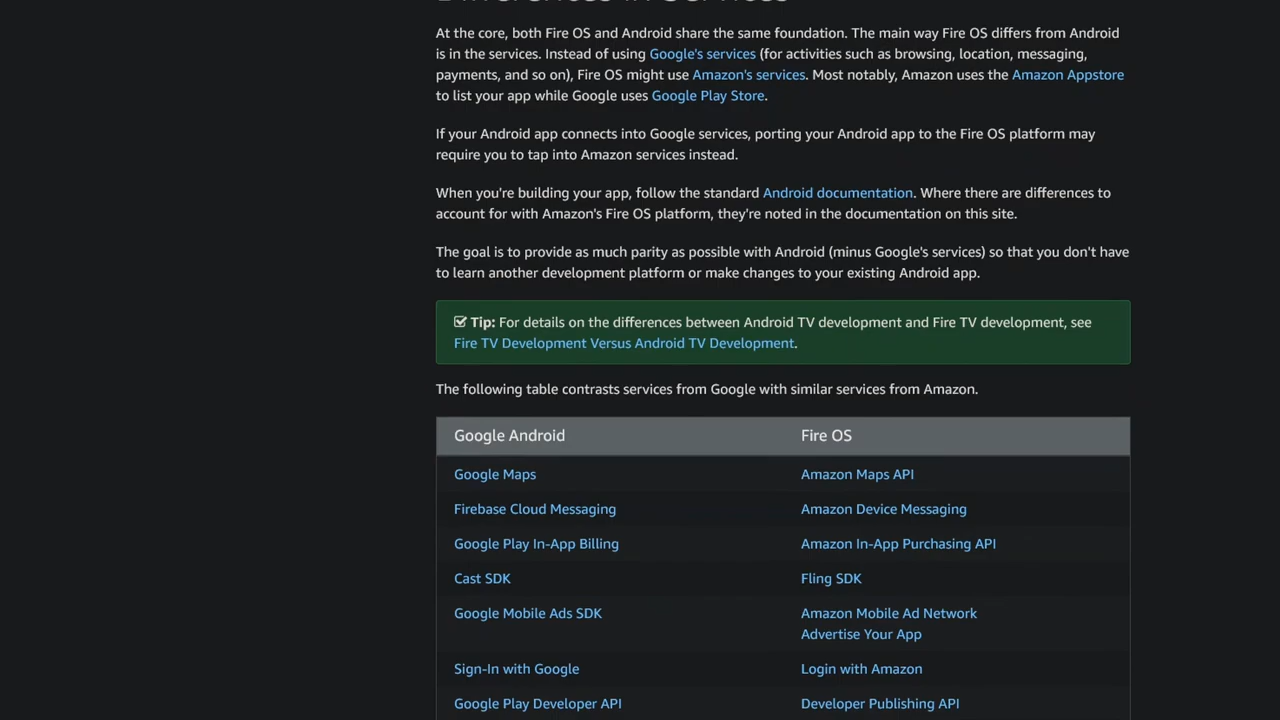 Differences in Services
At the core, both Fire OS and Android share the same foundation. The main way Fire OS differs from Android
is in the services. Instead of using Google's services (for activities such as browsing, location, messaging,
payments, and so on), Fire OS might use Amazon's services. Most notably, Amazon uses the Amazon Appstore
to list your app while Google uses Google Play Store.
If your Android app connects into Google services, porting your Android app to the Fire OS platform may
require you to tap into Amazon services instead.
When you're building your app, follow the standard Android documentation. Where there are differences to
account for with Amazon's Fire OS platform, they're noted in the documentation on this site.
The goal is to provide as much parity as possible with Android (minus Google's services) so that you don't have
to learn another development platform or make changes to your existing Android app.
Tip: For details on the differences between Android TV development and Fire TV development, see
Fire TV Development Versus Android TV Development.
The following table contrasts services from Google with similar services from Amazon.
Google Android Fire OS
Google Maps Amazon Maps API
Firebase Cloud Messaging Amazon Device Messaging
Google Play In-App Billing Amazon In-App Purchasing API
Cast SDK Fling SDK
Google Mobile Ads SDK Amazon Mobile Ad Network
Advertise Your App
Sign-In with Google Login with Amazon
Google Play Developer API Developer Publishing API